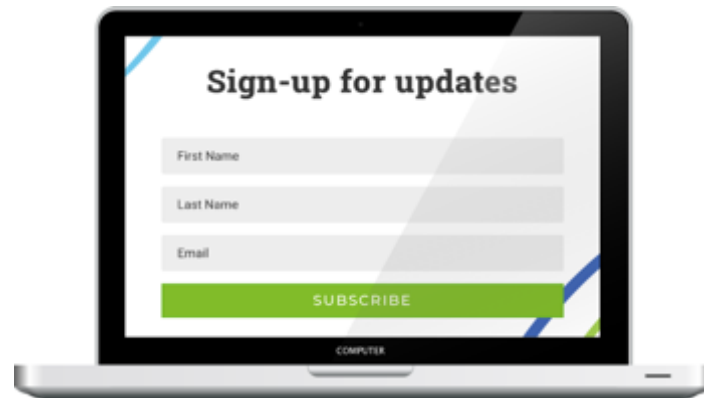 Sign-up for updates
First Name
Last Name
Email
SUBSCRIBE
COMPUTER